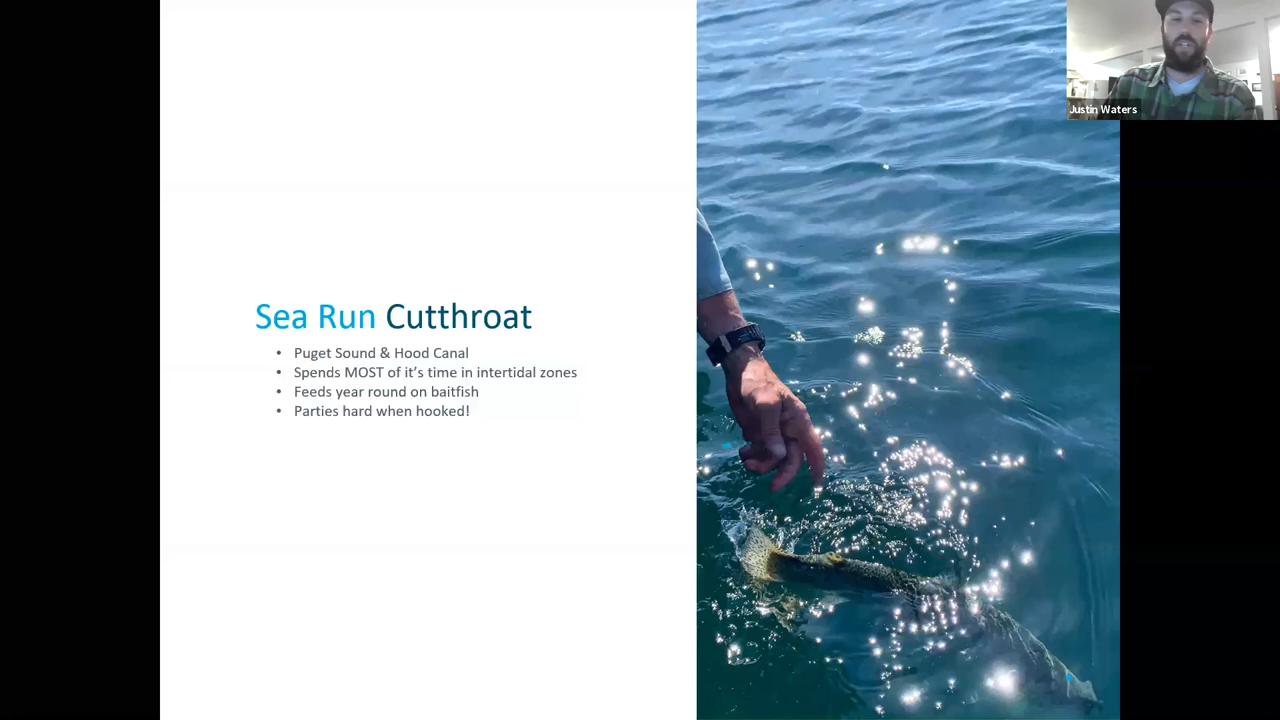 Justin Waters
Sea Run Cutthroat
• Puget Sound & Hood Canal
• Spends MOST of it's time in intertidal zones
• Feeds year round on baitfish
• Parties hard when hooked!